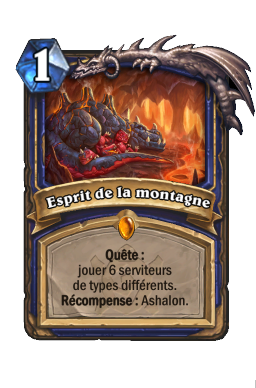 1
Esprit de la montagne
Quête :
jouer 6 serviteurs
de types différents.
Récompense : Ashalon.